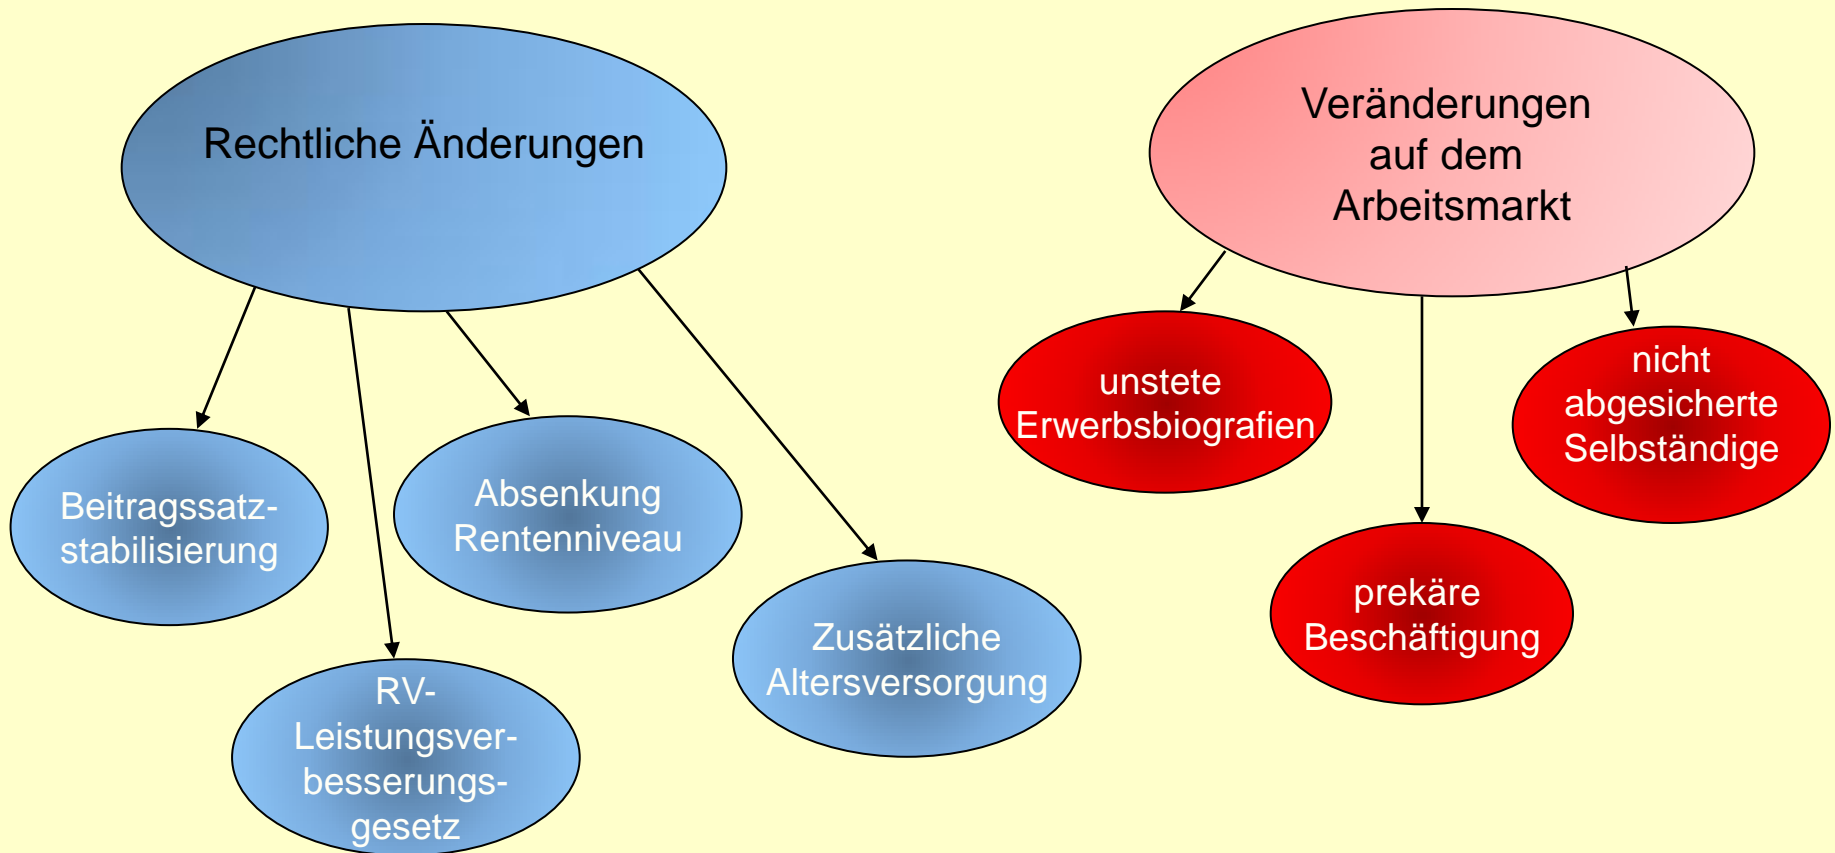 Rechtliche Änderungen
Beitragssatz-
stabilisierung
RV-
Leistungsver-
besserungs-
gesetz
Absenkung
Rentenniveau
Zusätzliche
Altersversorgung
Veränderungen
auf dem
Arbeitsmarkt
unstete
Erwerbsbiografien
prekäre
Beschäftigung
nicht
abgesicherte
Selbständige